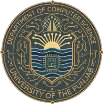 DEPARTMENT OF COMPUTER SCIENCE
UNIVERSITY OF THE PUNJAB